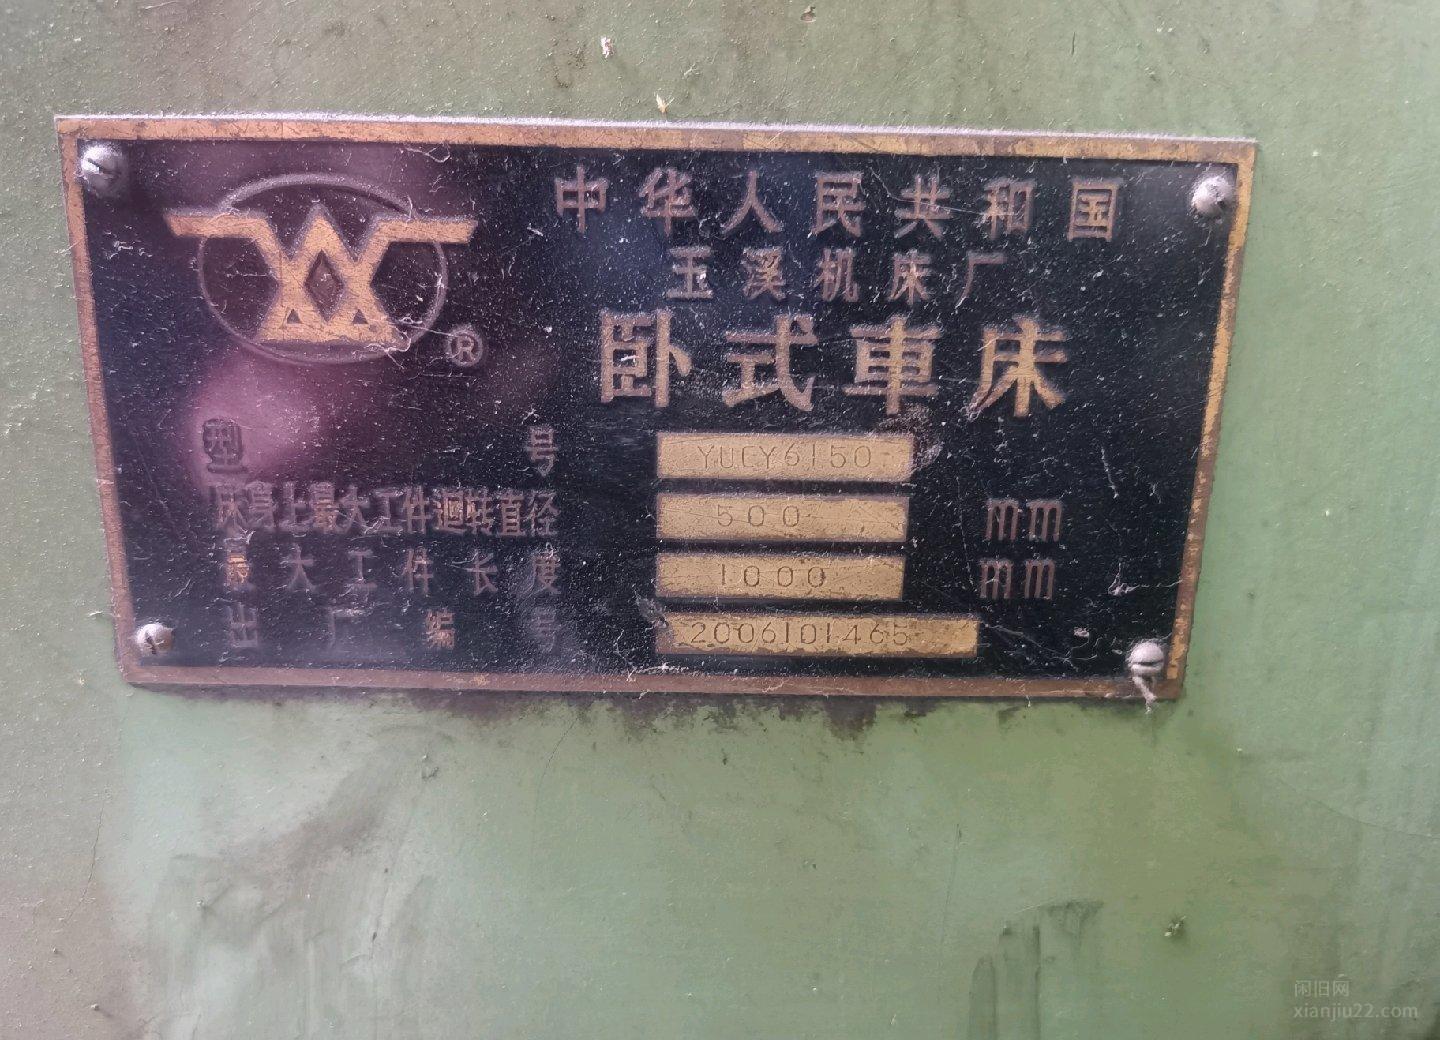 中华人民共和国
玉溪机床厂
卧式車床
®
型号 YUCY6150
床身上最大工件迴转直径 500 mm
最大工件长度 1000 mm
出厂编号 2006101465
闲旧网
xianjiu22.com